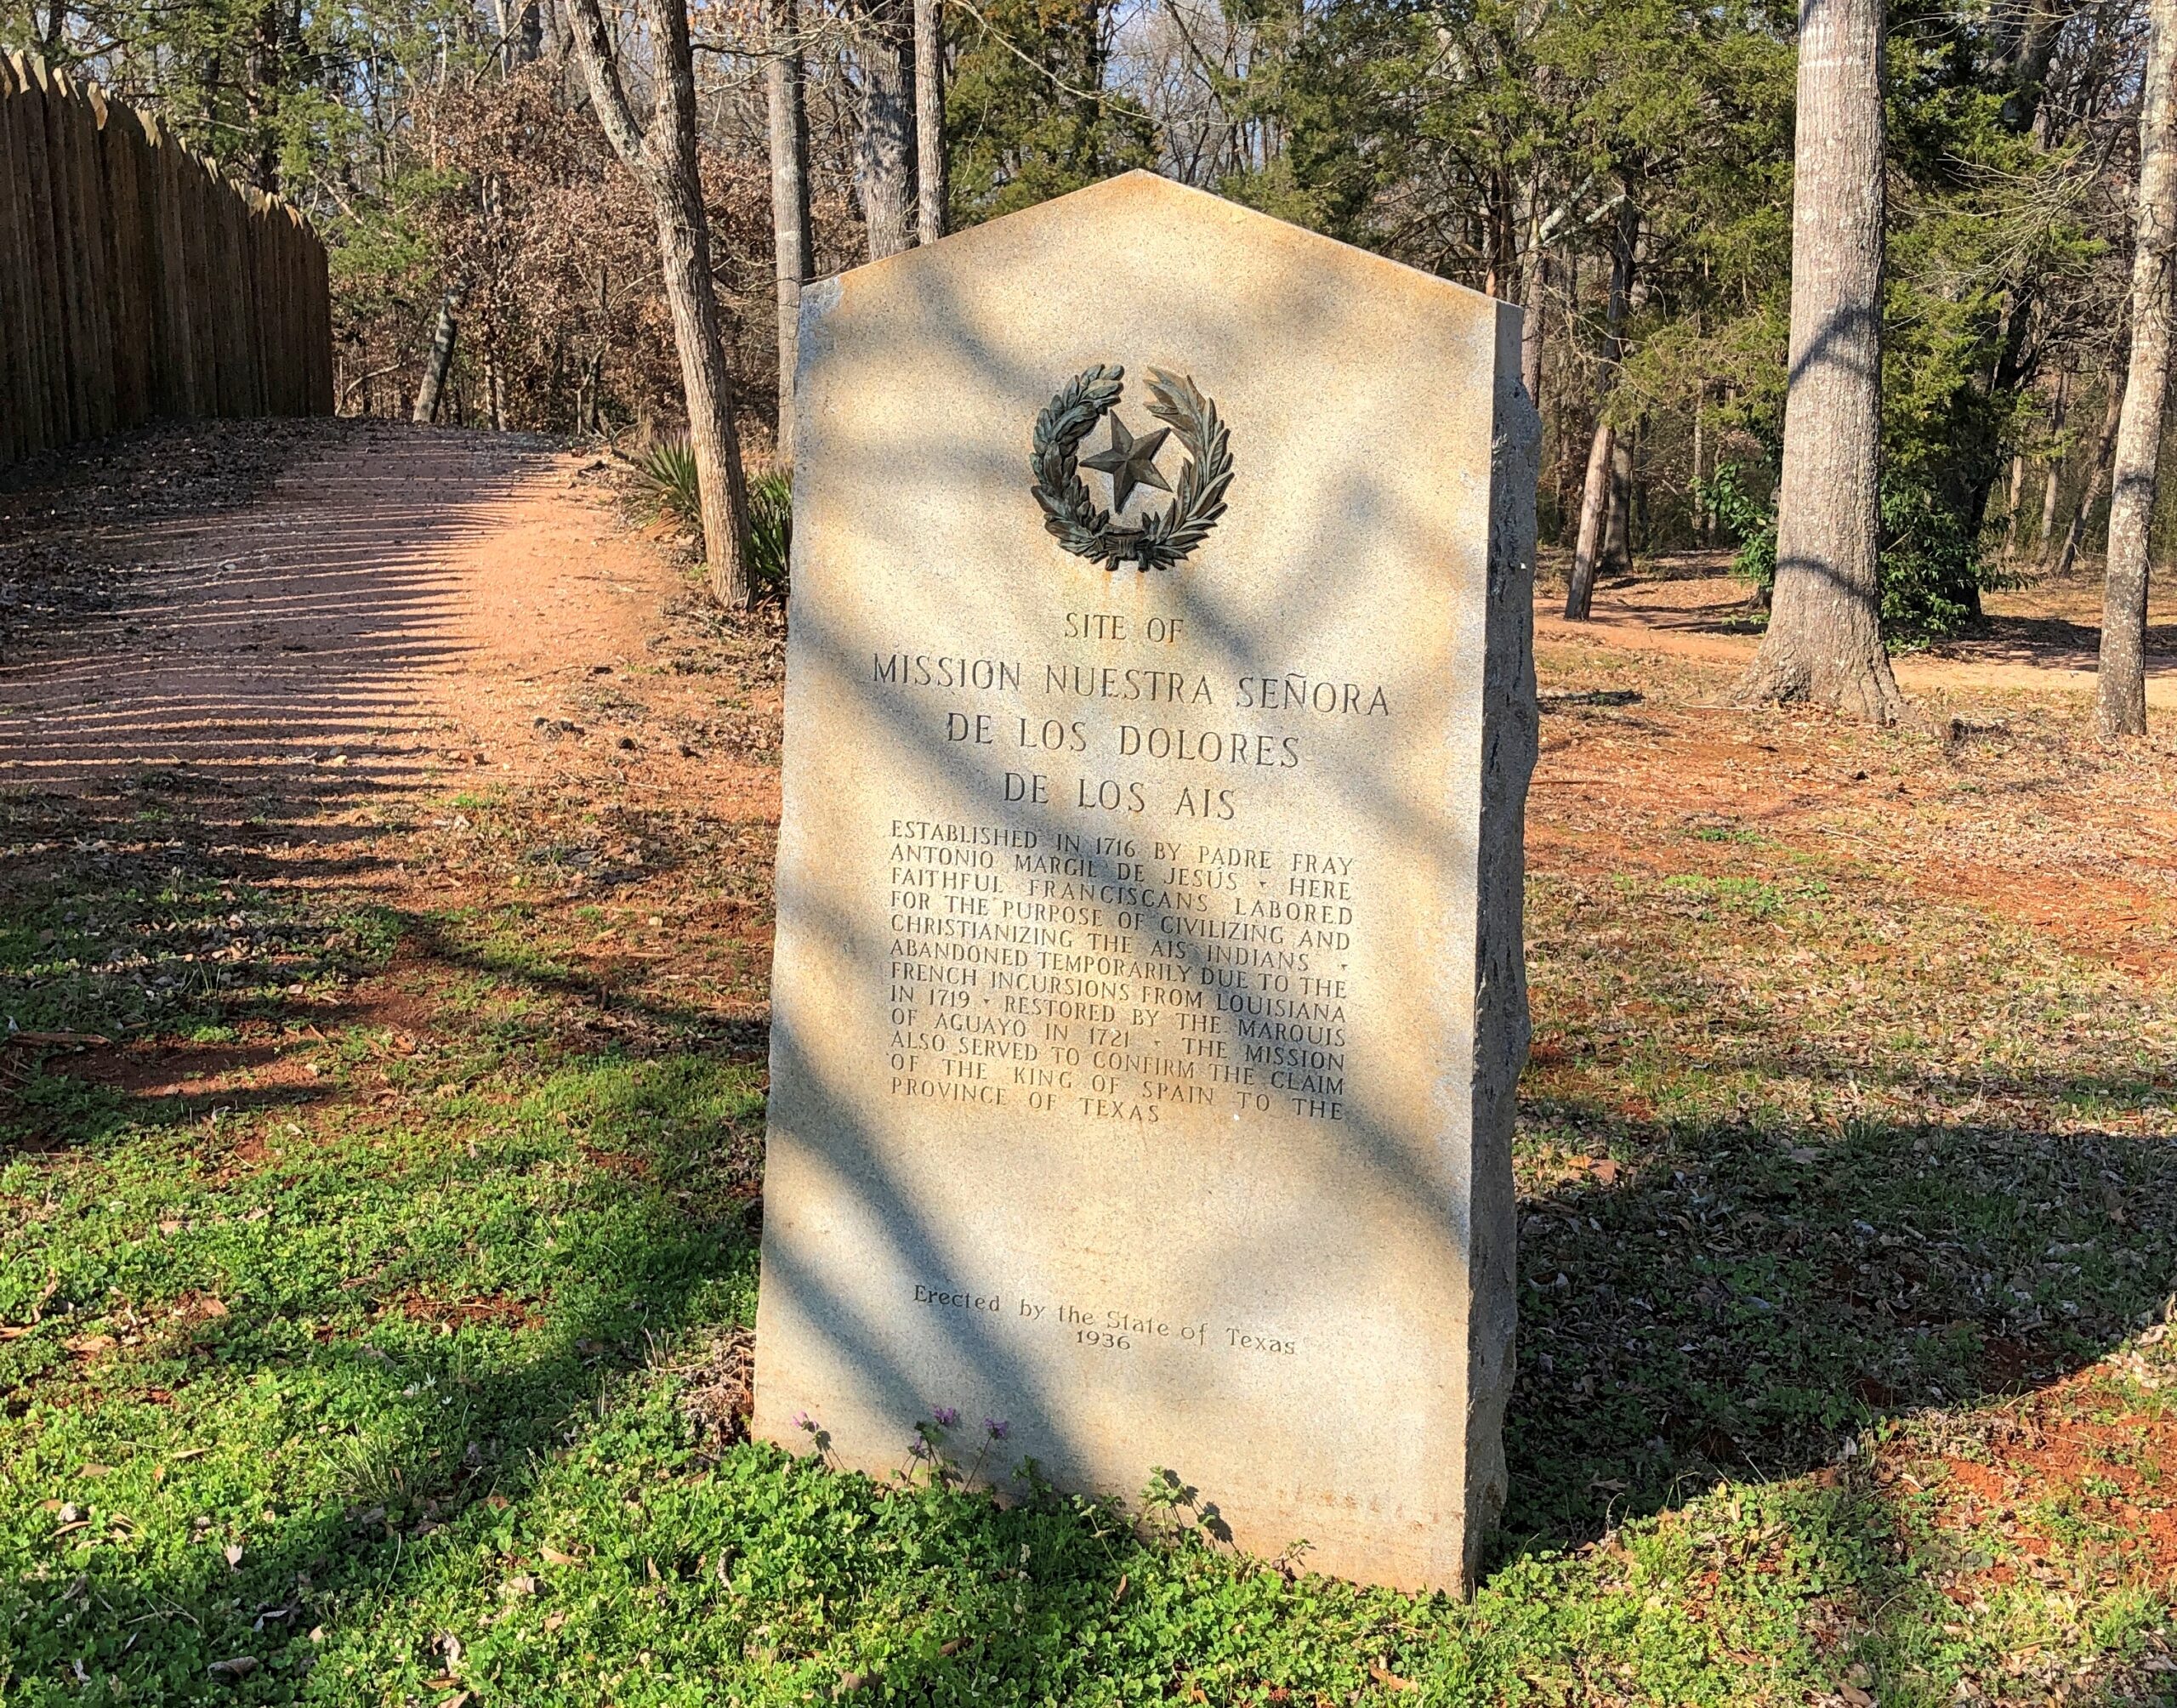 SITE OF
MISSION NUESTRA SEÑORA
DE LOS DOLORES
DE LOS AIS
ESTABLISHED IN 1716 BY PADRE FRAY
ANTONIO MARGIL DE JESÚS · HERE
FAITHFUL FRANCISCANS LABORED
FOR THE PURPOSE OF CIVILIZING AND
CHRISTIANIZING THE AIS INDIANS ·
ABANDONED TEMPORARILY DUE TO THE
FRENCH INCURSIONS FROM LOUISIANA
IN 1719 · RESTORED BY THE MARQUIS
OF AGUAYO IN 1721 · THE MISSION
ALSO SERVED TO CONFIRM THE CLAIM
OF THE KING OF SPAIN TO THE
PROVINCE OF TEXAS
Erected by the State of Texas
1936